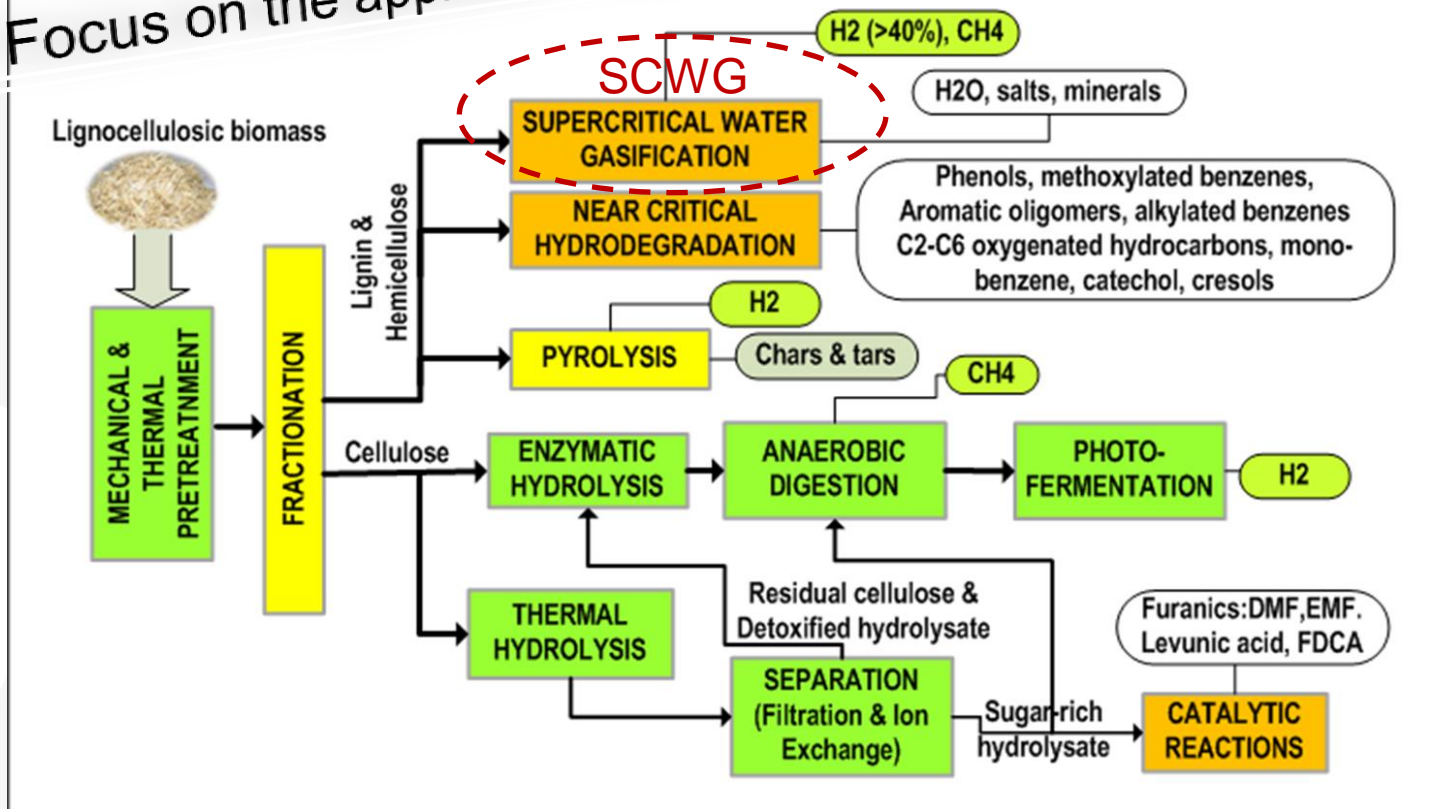 Focus on the
H2 (>40%), CH4
SCWG
H2O, salts, minerals
Lignocellulosic biomass
SUPERCRITICAL WATER
GASIFICATION
Phenols, methoxylated benzenes,
Aromatic oligomers, alkylated benzenes
C2-C6 oxygenated hydrocarbons, mono-
benzene, catechol, cresols
NEAR CRITICAL
HYDRODEGRADATION
Lignin &
Hemicellulose
H2
PYROLYSIS
Chars & tars
CH4
MECHANICAL &
THERMAL
PRETREATNMENT
FRACTIONATION
Cellulose
ENZYMATIC
HYDROLYSIS
ANAEROBIC
DIGESTION
PHOTO-
FERMENTATION
H2
Residual cellulose &
Detoxified hydrolysate
THERMAL
HYDROLYSIS
Furanics:DMF,EMF.
Levunic acid, FDCA
SEPARATION
(Filtration & Ion
Exchange)
Sugar-rich
hydrolysate
CATALYTIC
REACTIONS